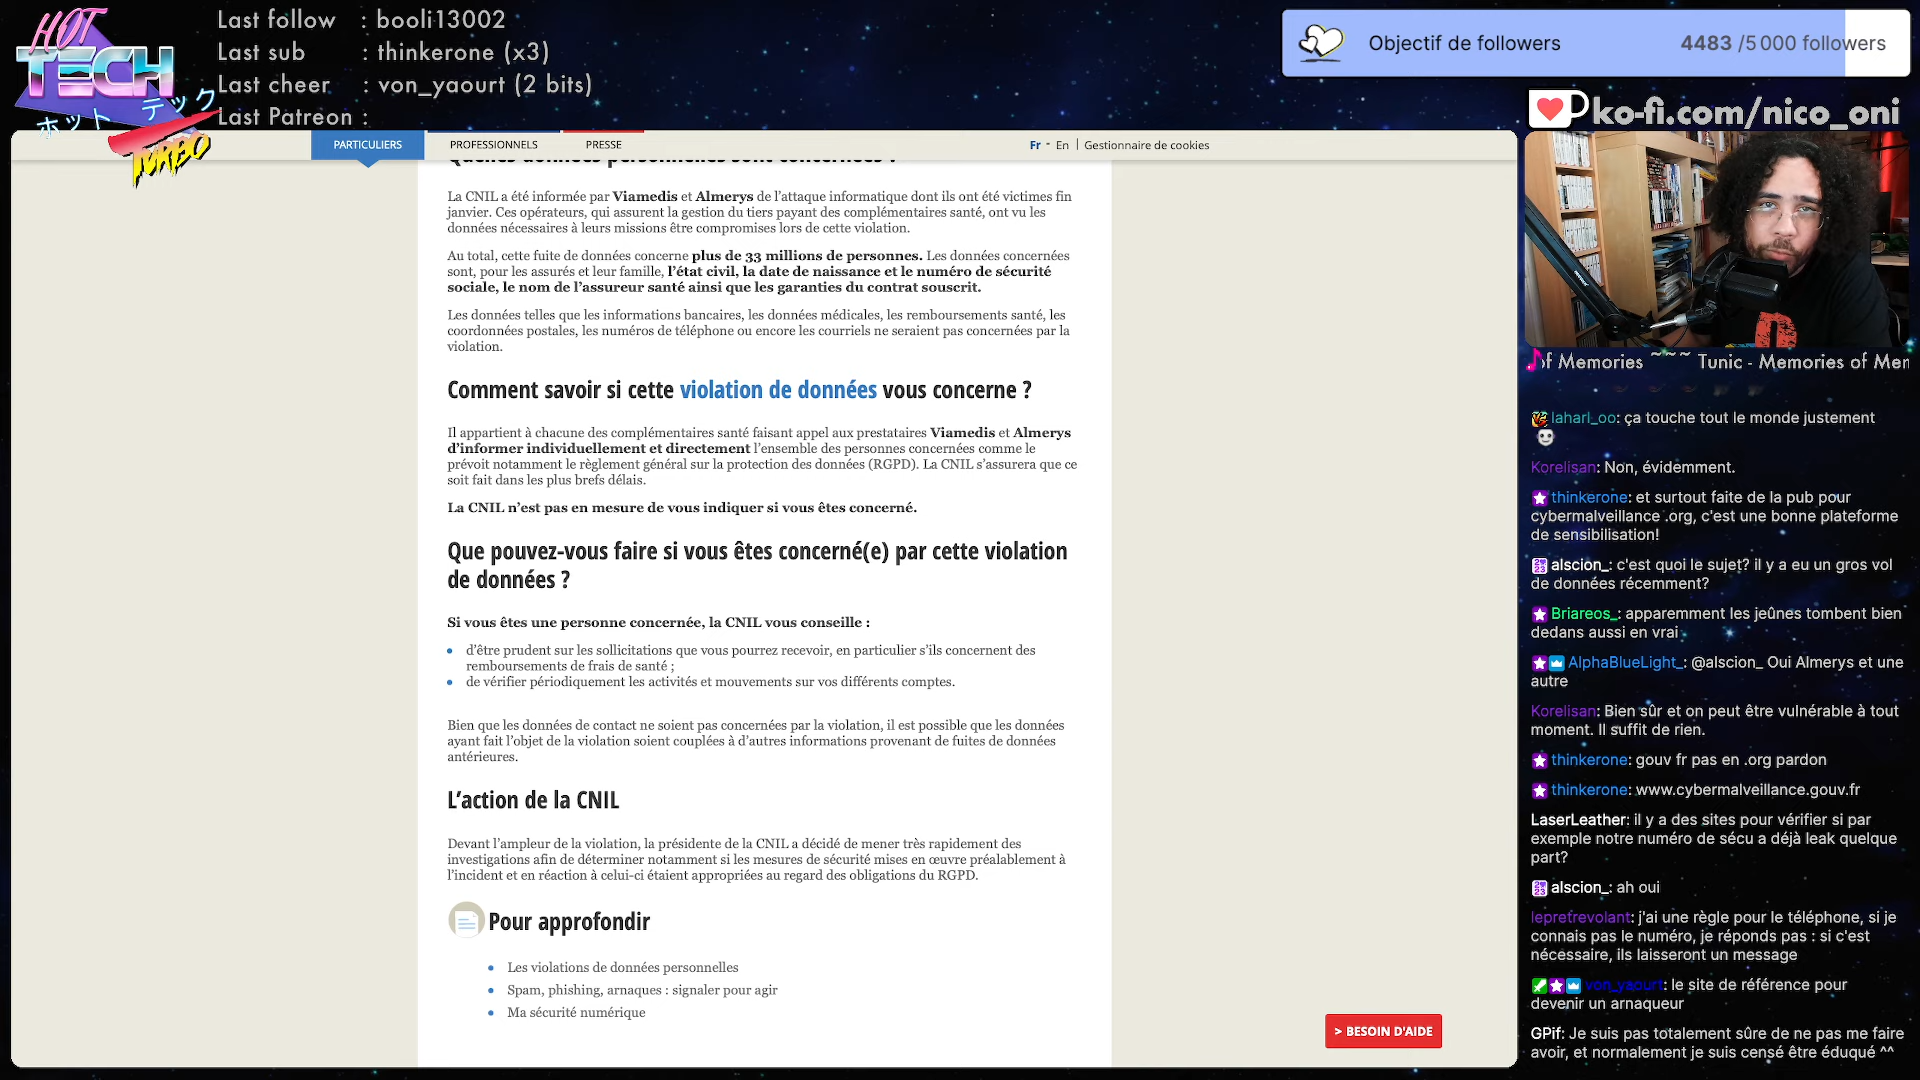 HOT
TECH
ホット テック
TURBO
Last follow : booli13002
Last sub : thinkerone (x3)
Last cheer : von_yaourt (2 bits)
Last Patreon :
Objectif de followers 4483 /5 000 followers
ko-fi.com/nico_oni
PARTICULIERS PROFESSIONNELS PRESSE Fr - En | Gestionnaire de cookies
Quelles données personnelles sont concernées ?
La CNIL a été informée par Viamedis et Almerys de l’attaque informatique dont ils ont été victimes fin
janvier. Ces opérateurs, qui assurent la gestion du tiers payant des complémentaires santé, ont vu les
données nécessaires à leurs missions être compromises lors de cette violation.
Au total, cette fuite de données concerne plus de 33 millions de personnes. Les données concernées
sont, pour les assurés et leur famille, l’état civil, la date de naissance et le numéro de sécurité
sociale, le nom de l’assureur santé ainsi que les garanties du contrat souscrit.
Les données telles que les informations bancaires, les données médicales, les remboursements santé, les
coordonnées postales, les numéros de téléphone ou encore les courriels ne seraient pas concernées par la
violation.
Comment savoir si cette violation de données vous concerne ?
Il appartient à chacune des complémentaires santé faisant appel aux prestataires Viamedis et Almerys
d’informer individuellement et directement l’ensemble des personnes concernées comme le
prévoit notamment le règlement général sur la protection des données (RGPD). La CNIL s’assurera que ce
soit fait dans les plus brefs délais.
La CNIL n’est pas en mesure de vous indiquer si vous êtes concerné.
Que pouvez-vous faire si vous êtes concerné(e) par cette violation
de données ?
Si vous êtes une personne concernée, la CNIL vous conseille :
d’être prudent sur les sollicitations que vous pourrez recevoir, en particulier s’ils concernent des
remboursements de frais de santé ;
de vérifier périodiquement les activités et mouvements sur vos différents comptes.
Bien que les données de contact ne soient pas concernées par la violation, il est possible que les données
ayant fait l’objet de la violation soient couplées à d’autres informations provenant de fuites de données
antérieures.
L’action de la CNIL
Devant l’ampleur de la violation, la présidente de la CNIL a décidé de mener très rapidement des
investigations afin de déterminer notamment si les mesures de sécurité mises en œuvre préalablement à
l’incident et en réaction à celui-ci étaient appropriées au regard des obligations du RGPD.
Pour approfondir
Les violations de données personnelles
Spam, phishing, arnaques : signaler pour agir
Ma sécurité numérique
> BESOIN D'AIDE
of Memories ~~~ Tunic - Memories of Mem
laharl_oo: ça touche tout le monde justement
Korelisan: Non, évidemment.
thinkerone: et surtout faite de la pub pour
cybermalveillance .org, c'est une bonne plateforme
de sensibilisation!
alscion_: c'est quoi le sujet? il y a eu un gros vol
de données récemment?
Briareos_: apparemment les jeûnes tombent bien
dedans aussi en vrai
AlphaBlueLight_: @alscion_ Oui Almerys et une
autre
Korelisan: Bien sûr et on peut être vulnérable à tout
moment. Il suffit de rien.
thinkerone: gouv fr pas en .org pardon
thinkerone: www.cybermalveillance.gouv.fr
LaserLeather: il y a des sites pour vérifier si par
exemple notre numéro de sécu a déjà leak quelque
part?
alscion_: ah oui
lepretrevolant: j'ai une règle pour le téléphone, si je
connais pas le numéro, je réponds pas : si c'est
nécessaire, ils laisseront un message
von_yaourt: le site de référence pour
devenir un arnaqueur
GPif: Je suis pas totalement sûre de ne pas me faire
avoir, et normalement je suis censé être éduqué ^^